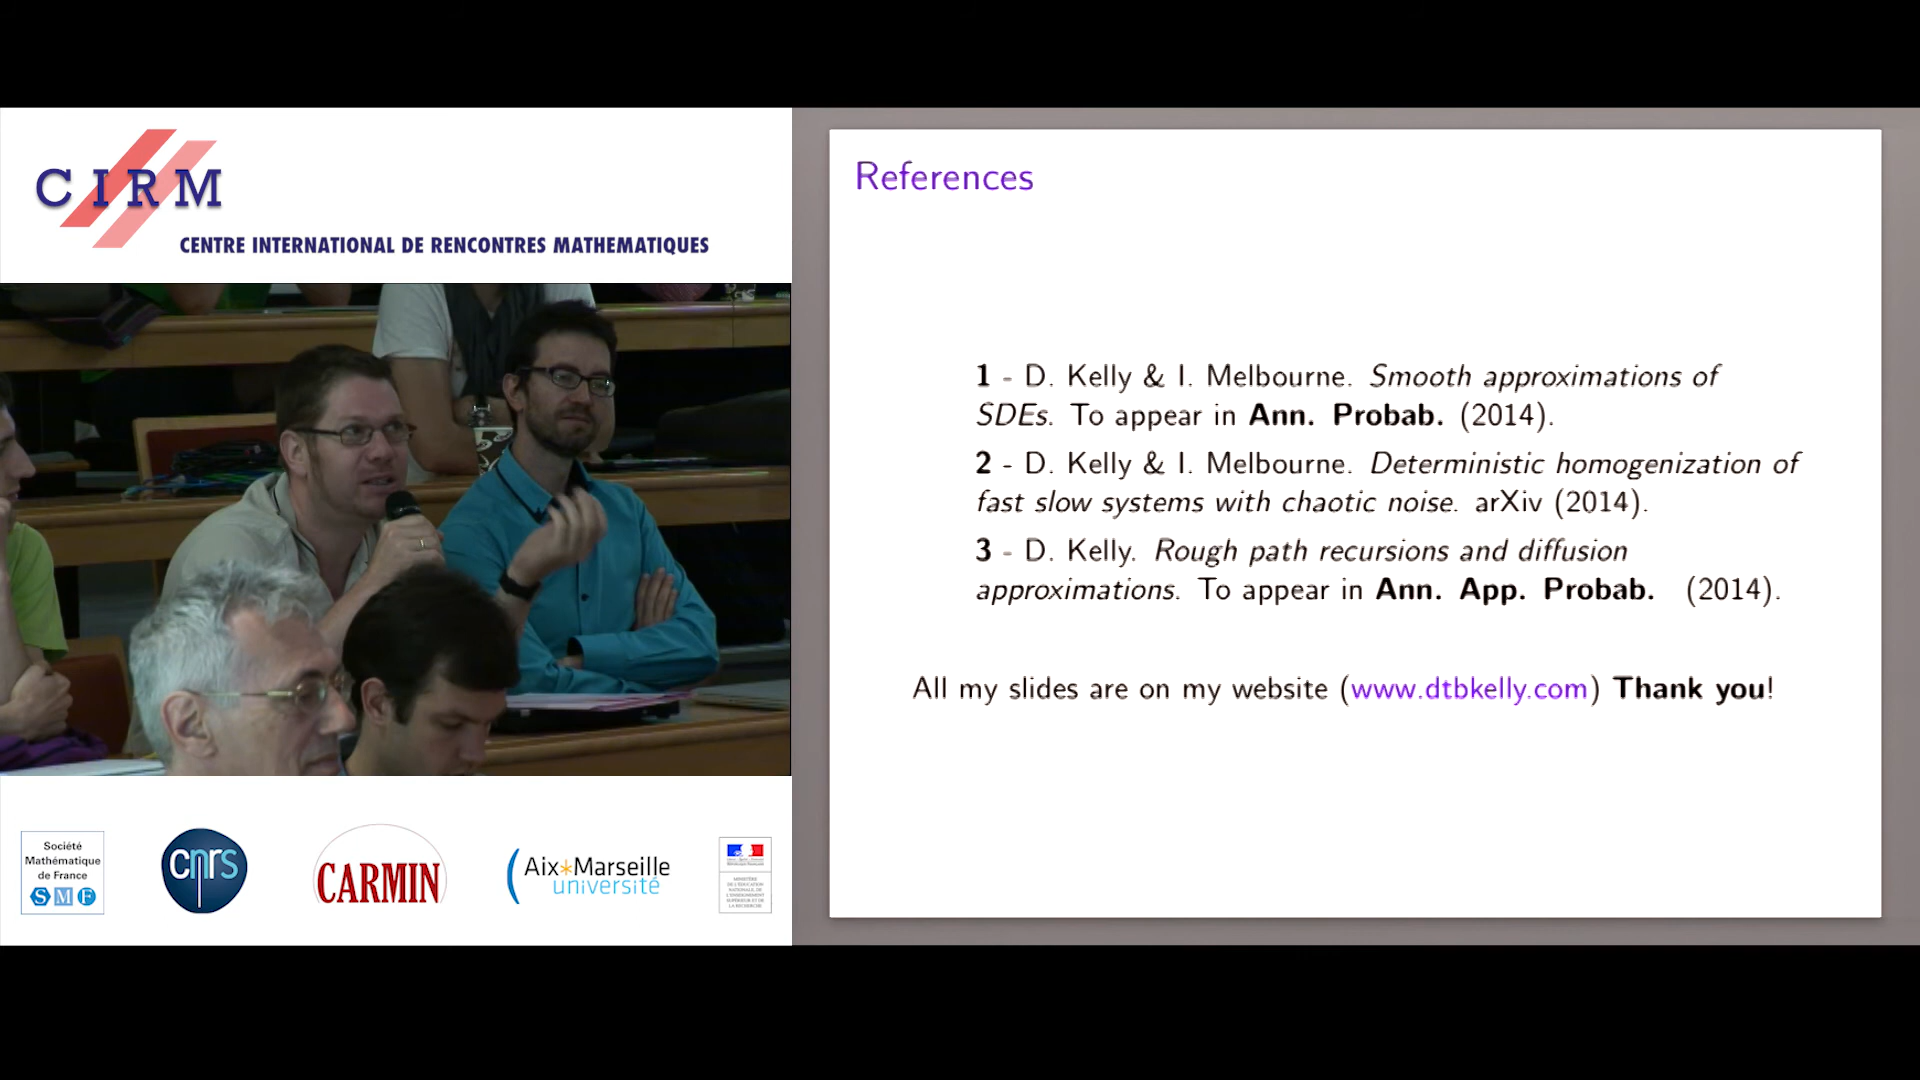 CIRM
CENTRE INTERNATIONAL DE RENCONTRES MATHEMATIQUES
Société
Mathématique
de France
SMF
cnrs
CARMIN
Aix*Marseille
université
References
1 - D. Kelly & I. Melbourne. Smooth approximations of
SDEs. To appear in Ann. Probab. (2014).
2 - D. Kelly & I. Melbourne. Deterministic homogenization of
fast slow systems with chaotic noise. arXiv (2014).
3 - D. Kelly. Rough path recursions and diffusion
approximations. To appear in Ann. App. Probab. (2014).
All my slides are on my website (www.dtbkelly.com) Thank you!